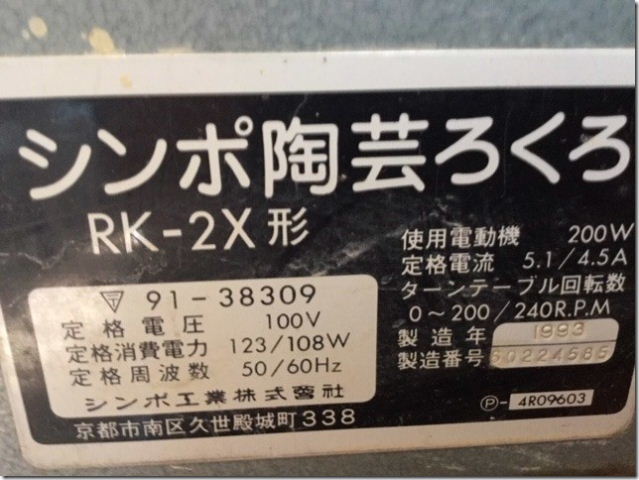 シンポ陶芸ろくろ
RK-2X形
使用電動機 200W
定格電流 5.1/4.5A
ターンテーブル回転数
0～200/240R.P.M
製造年 1993
製造番号 60224585
〒 91-38309
定格電圧 100V
定格消費電力 123/108W
定格周波数 50/60Hz
シンポ工業株式会社
京都市南区久世殿城町338
Ⓟ-4R09603